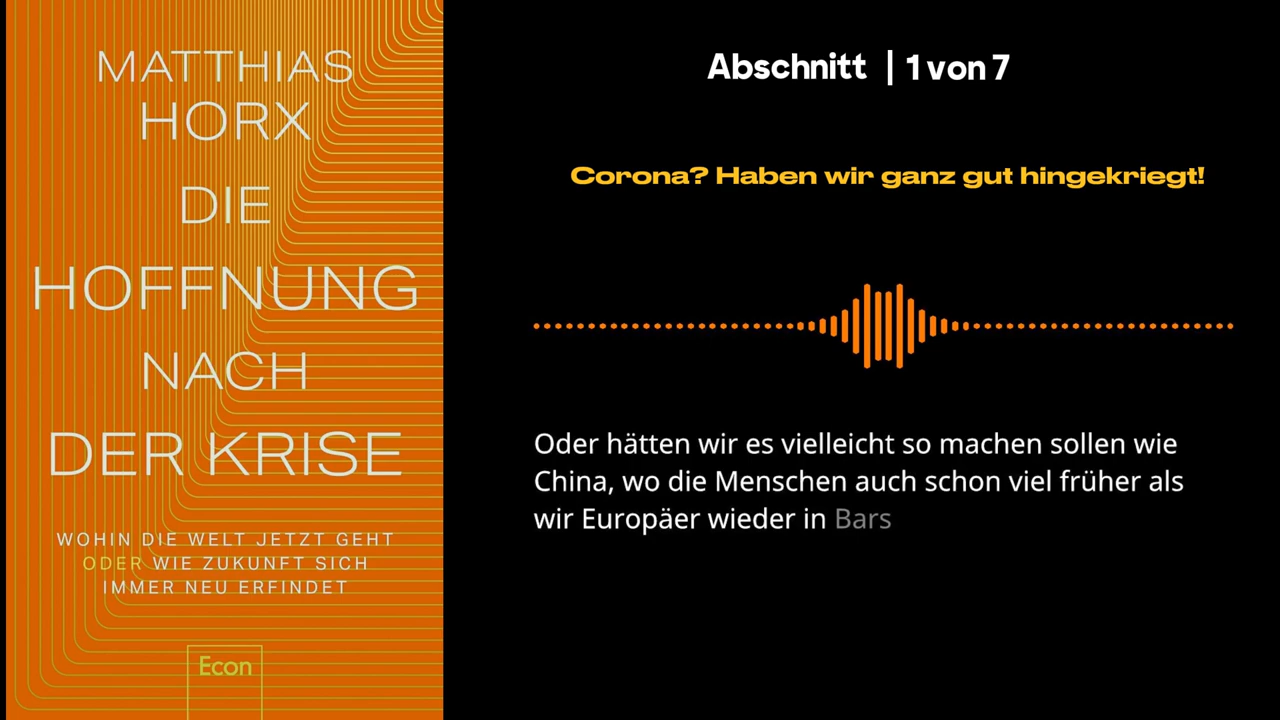 MATTHIAS
HORX
DIE
HOFFNUNG
NACH
DER KRISE
WOHIN DIE WELT JETZT GEHT
ODER WIE ZUKUNFT SICH
IMMER NEU ERFINDET
Econ
Abschnitt | 1 von 7
Corona? Haben wir ganz gut hingekriegt!
Oder hätten wir es vielleicht so machen sollen wie
China, wo die Menschen auch schon viel früher als
wir Europäer wieder in Bars